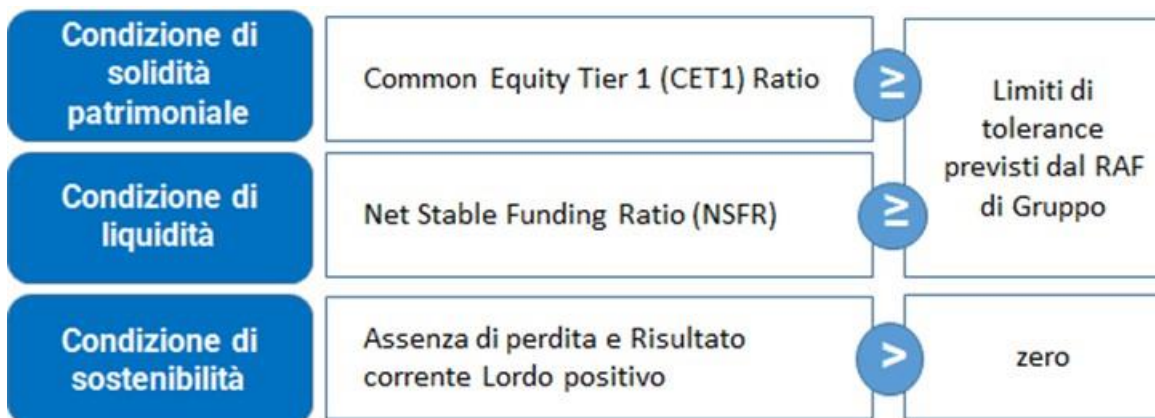 Condizione di
solidità
patrimoniale
Common Equity Tier 1 (CET1) Ratio
≥
Limiti di
tolerance
previsti dal RAF
di Gruppo
Condizione di
liquidità
Net Stable Funding Ratio (NSFR)
≥
Condizione di
sostenibilità
Assenza di perdita e Risultato
corrente Lordo positivo
>
zero